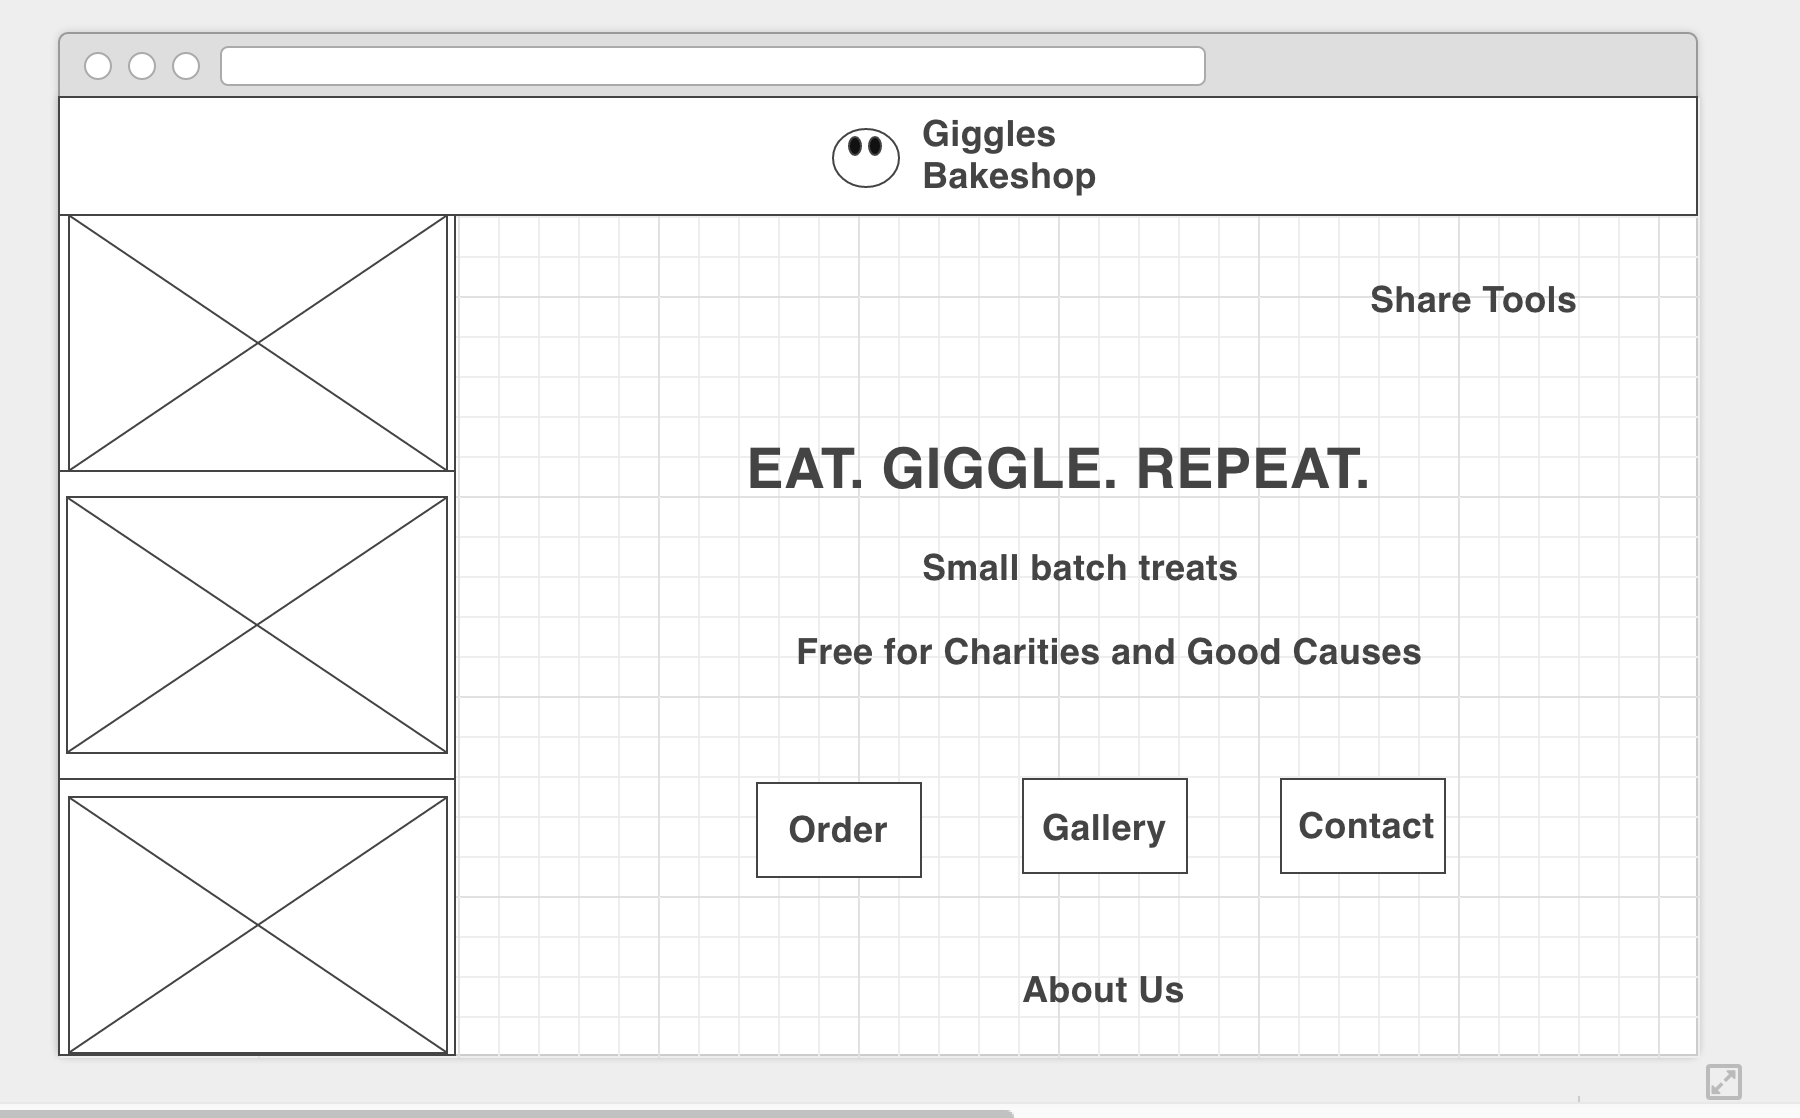 Giggles
Bakeshop
Share Tools
EAT. GIGGLE. REPEAT.
Small batch treats
Free for Charities and Good Causes
Order
Gallery
Contact
About Us